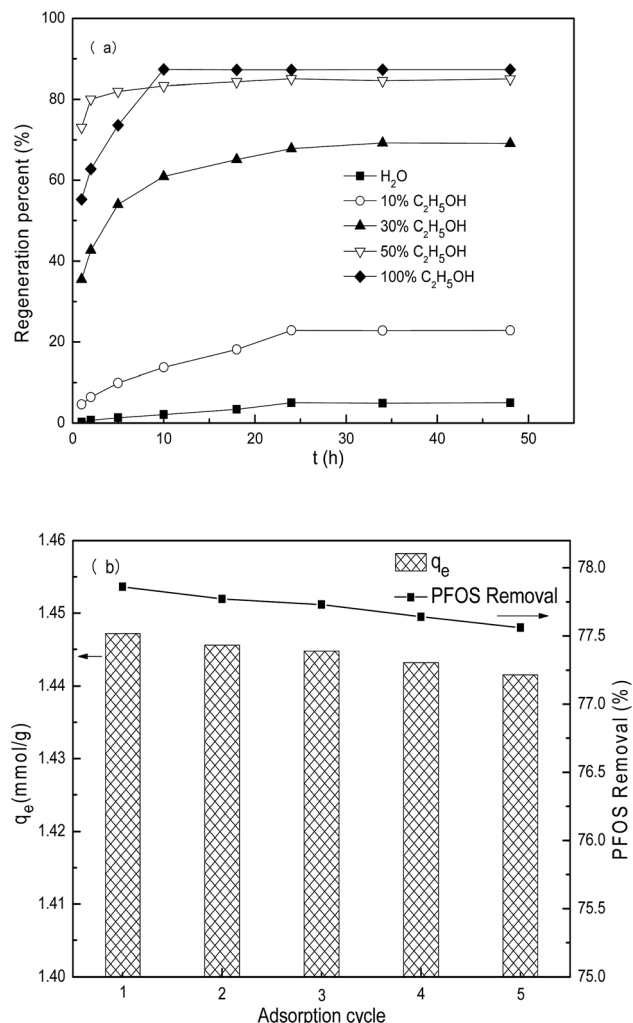 ( a )
100
80
60
40
20
0
Regeneration percent (%)
H₂O
10% C₂H₅OH
30% C₂H₅OH
50% C₂H₅OH
100% C₂H₅OH
0 10 20 30 40 50
t (h)
( b )
1.46
1.45
1.44
1.43
1.42
1.41
1.40
qₑ (mmol/g)
qₑ
PFOS Removal
78.0
77.5
77.0
76.5
76.0
75.5
75.0
PFOS Removal (%)
1 2 3 4 5
Adsorption cycle